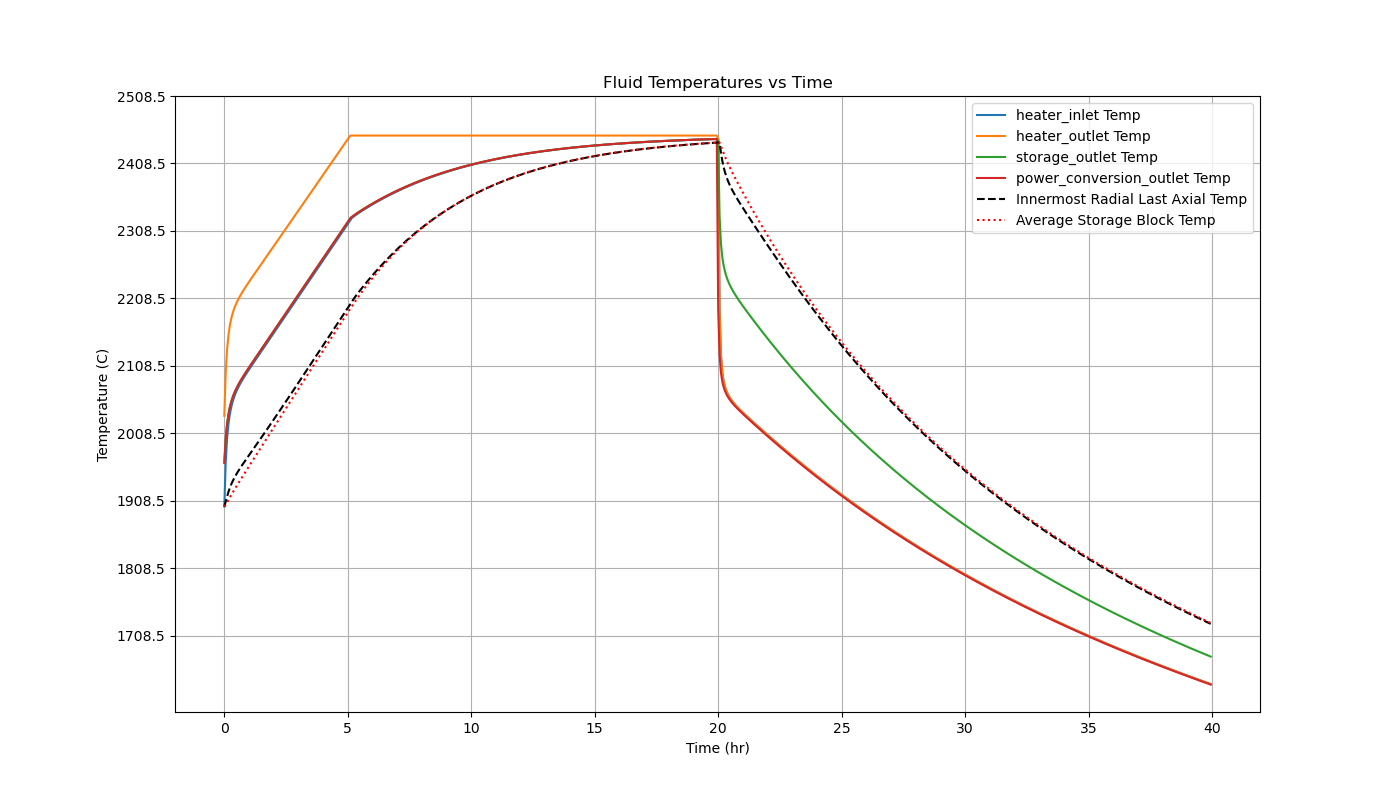 Fluid Temperatures vs Time
2508.5
2408.5
2308.5
2208.5
2108.5
2008.5
1908.5
1808.5
1708.5
Temperature (C)
heater_inlet Temp
heater_outlet Temp
storage_outlet Temp
power_conversion_outlet Temp
Innermost Radial Last Axial Temp
Average Storage Block Temp
0 5 10 15 20 25 30 35 40
Time (hr)